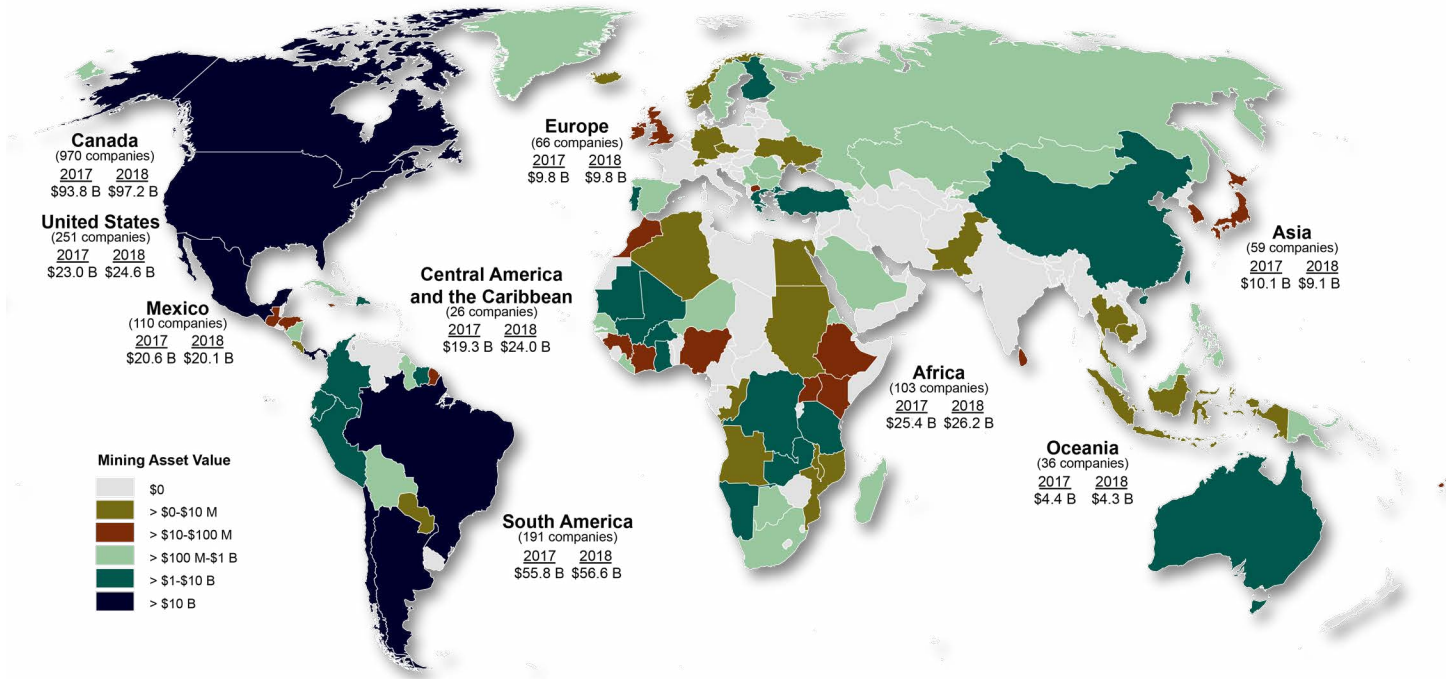 Canada
(970 companies)
2017 2018
$93.8 B $97.2 B
United States
(251 companies)
2017 2018
$23.0 B $24.6 B
Mexico
(110 companies)
2017 2018
$20.6 B $20.1 B
Europe
(66 companies)
2017 2018
$9.8 B $9.8 B
Central America
and the Caribbean
(26 companies)
2017 2018
$19.3 B $24.0 B
Asia
(59 companies)
2017 2018
$10.1 B $9.1 B
Africa
(103 companies)
2017 2018
$25.4 B $26.2 B
Oceania
(36 companies)
2017 2018
$4.4 B $4.3 B
South America
(191 companies)
2017 2018
$55.8 B $56.6 B
Mining Asset Value
$0
> $0-$10 M
> $10-$100 M
> $100 M-$1 B
> $1-$10 B
> $10 B